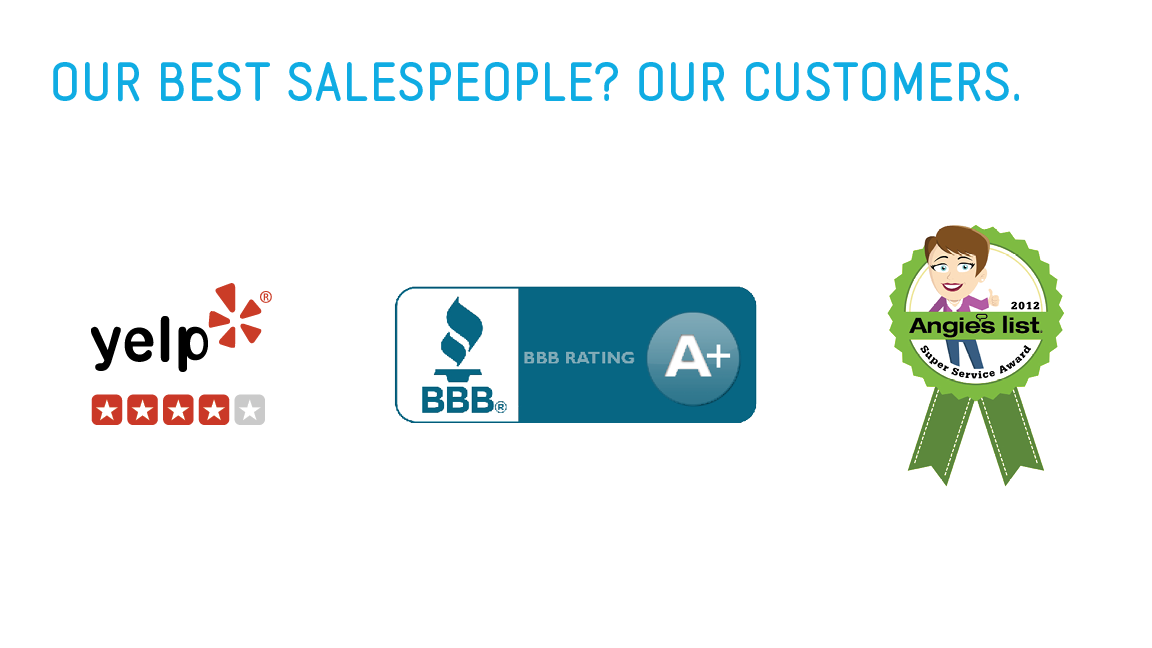 OUR BEST SALESPEOPLE? OUR CUSTOMERS.
yelp®
BBB®
BBB RATING
A+
2012
Angie's list.
Super Service Award